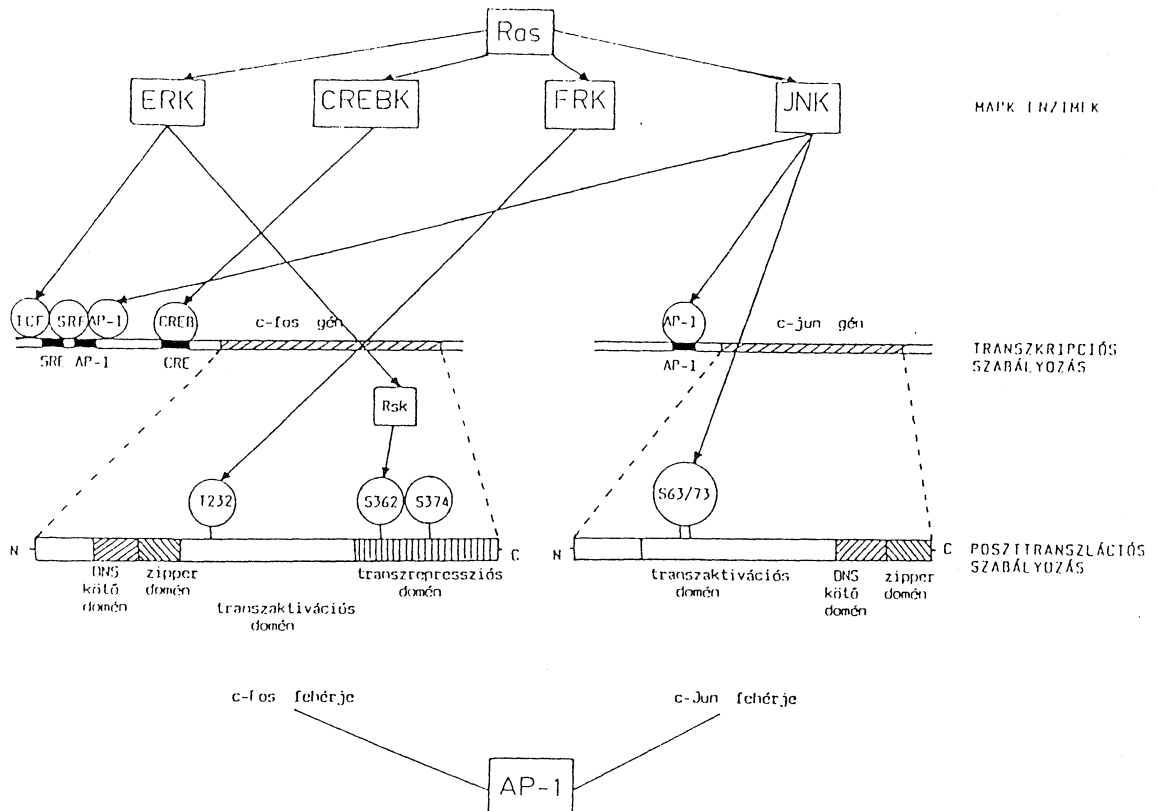 Ras
ERK CREBK FRK JNK
MAPK ENZIMEK
TCF SRF AP-1 CREB c-fos gén
AP-1 c-jun gén
SRE AP-1 CRE
AP-1
TRANSZKRIPCIÓS
SZABÁLYOZÁS
Rsk
T232 S362 S374
S63/73
N C
N C
POSZTTRANSZLÁCIÓS
SZABÁLYOZÁS
DNS
kötő
domén
zipper
domén
transzaktivációs
domén
transzrepressziós
domén
transzaktivációs
domén
DNS
kötő
domén
zipper
domén
c-fos fehérje
c-Jun fehérje
AP-1